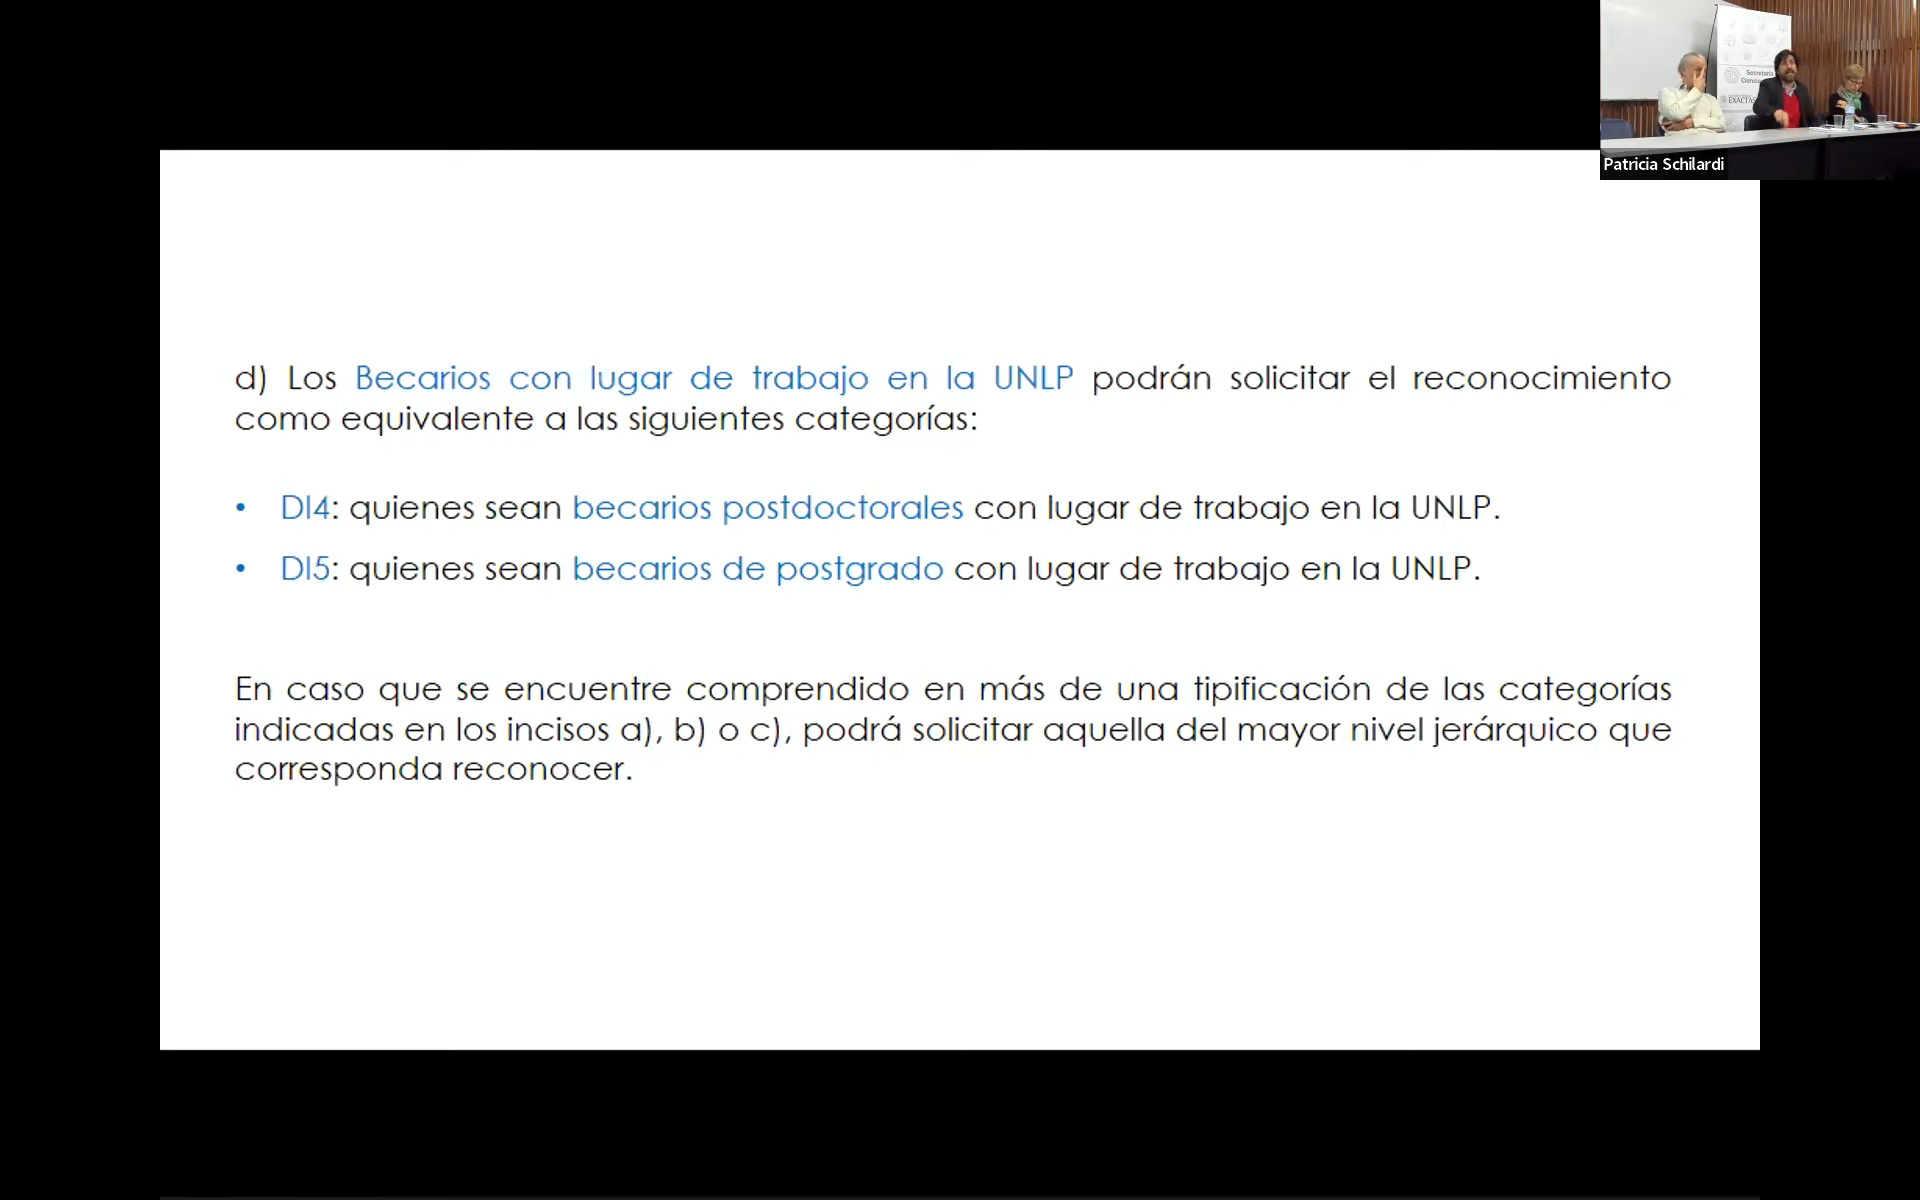 Secretaría
Ciencia
EXACTAS
Patricia Schilardi
d) Los Becarios con lugar de trabajo en la UNLP podrán solicitar el reconocimiento
como equivalente a las siguientes categorías:
• DI4: quienes sean becarios postdoctorales con lugar de trabajo en la UNLP.
• DI5: quienes sean becarios de postgrado con lugar de trabajo en la UNLP.
En caso que se encuentre comprendido en más de una tipificación de las categorías
indicadas en los incisos a), b) o c), podrá solicitar aquella del mayor nivel jerárquico que
corresponda reconocer.